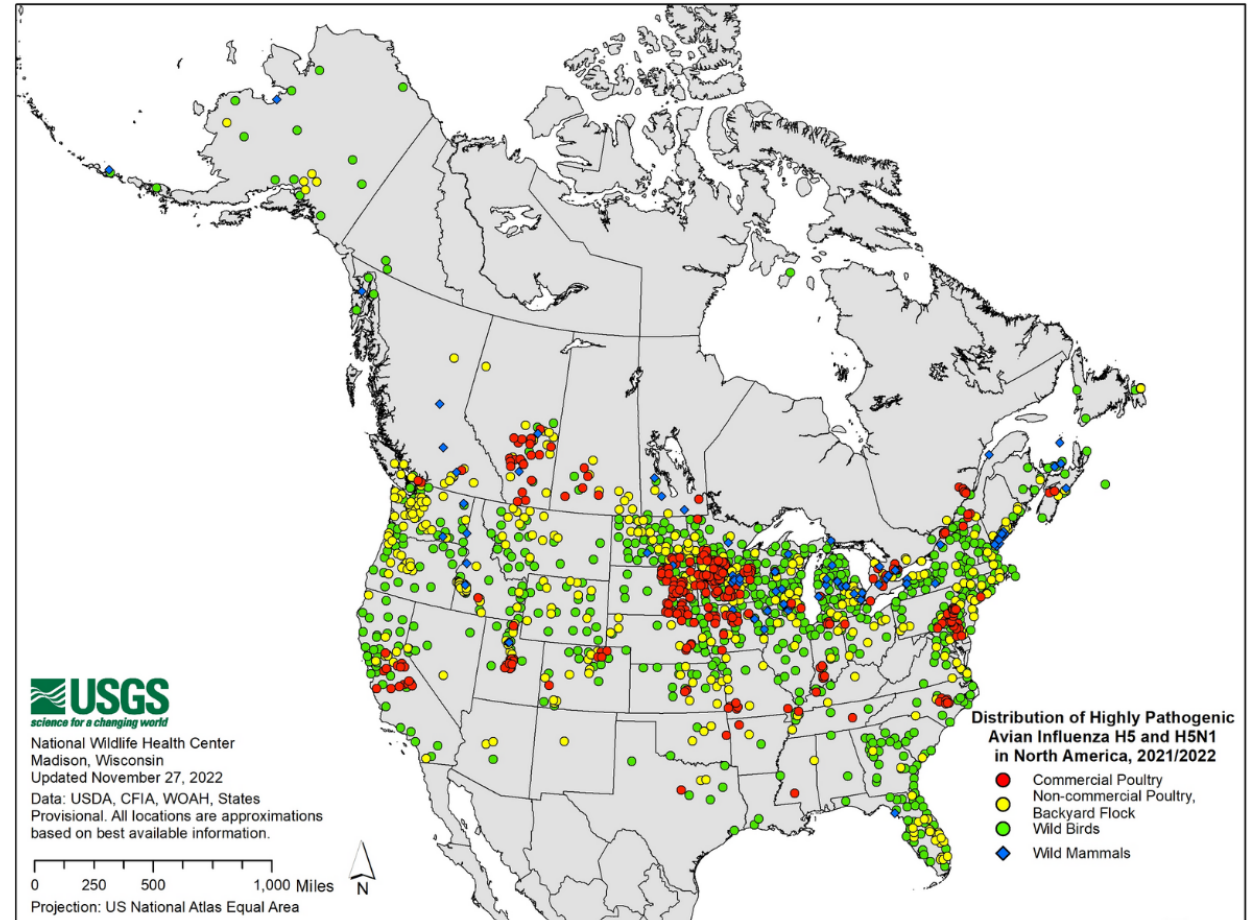 USGS
science for a changing world
National Wildlife Health Center
Madison, Wisconsin
Updated November 27, 2022
Data: USDA, CFIA, WOAH, States
Provisional. All locations are approximations
based on best available information.
0 250 500 1,000 Miles
N
Projection: US National Atlas Equal Area
Distribution of Highly Pathogenic
Avian Influenza H5 and H5N1
in North America, 2021/2022
Commercial Poultry
Non-commercial Poultry,
Backyard Flock
Wild Birds
Wild Mammals